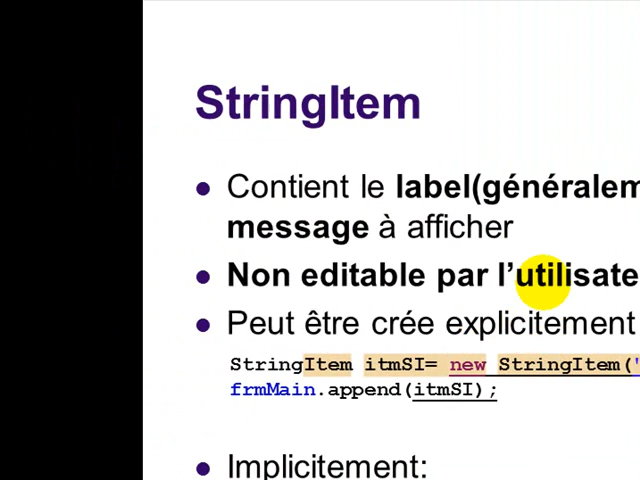 StringItem
Contient le label(généralem
message à afficher
Non editable par l’utilisate
Peut être crée explicitement
StringItem itmSI= new StringItem("
frmMain.append(itmSI);
Implicitement: